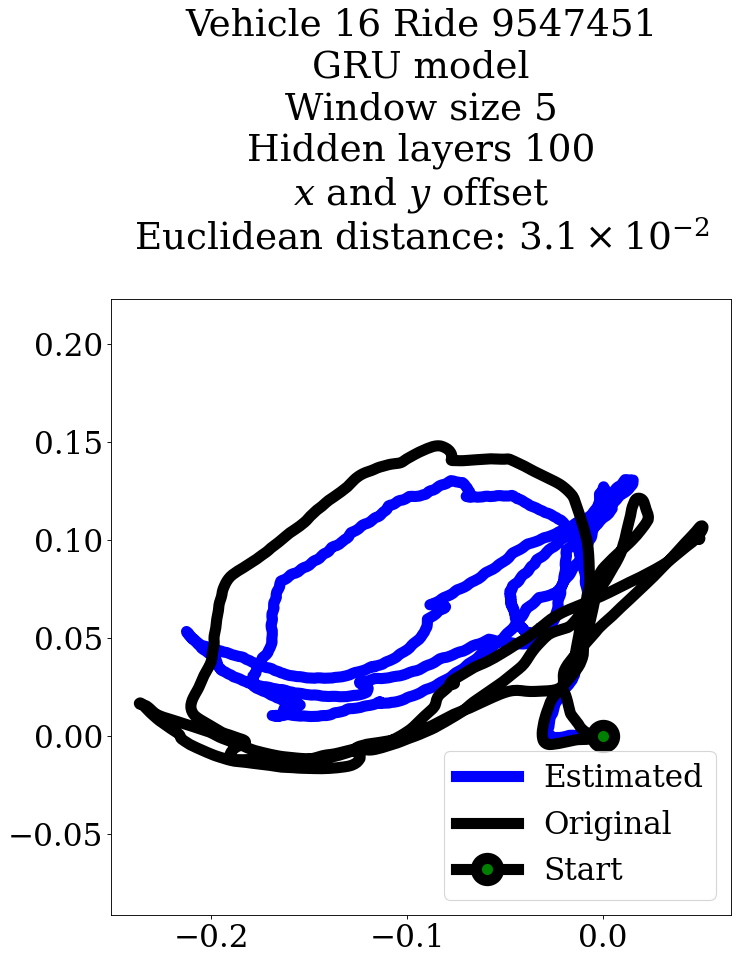 Vehicle 16 Ride 9547451
GRU model
Window size 5
Hidden layers 100
x and y offset
Euclidean distance: 3.1 × 10⁻²
0.20
0.15
0.10
0.05
0.00
−0.05
Estimated
Original
Start
−0.2 −0.1 0.0